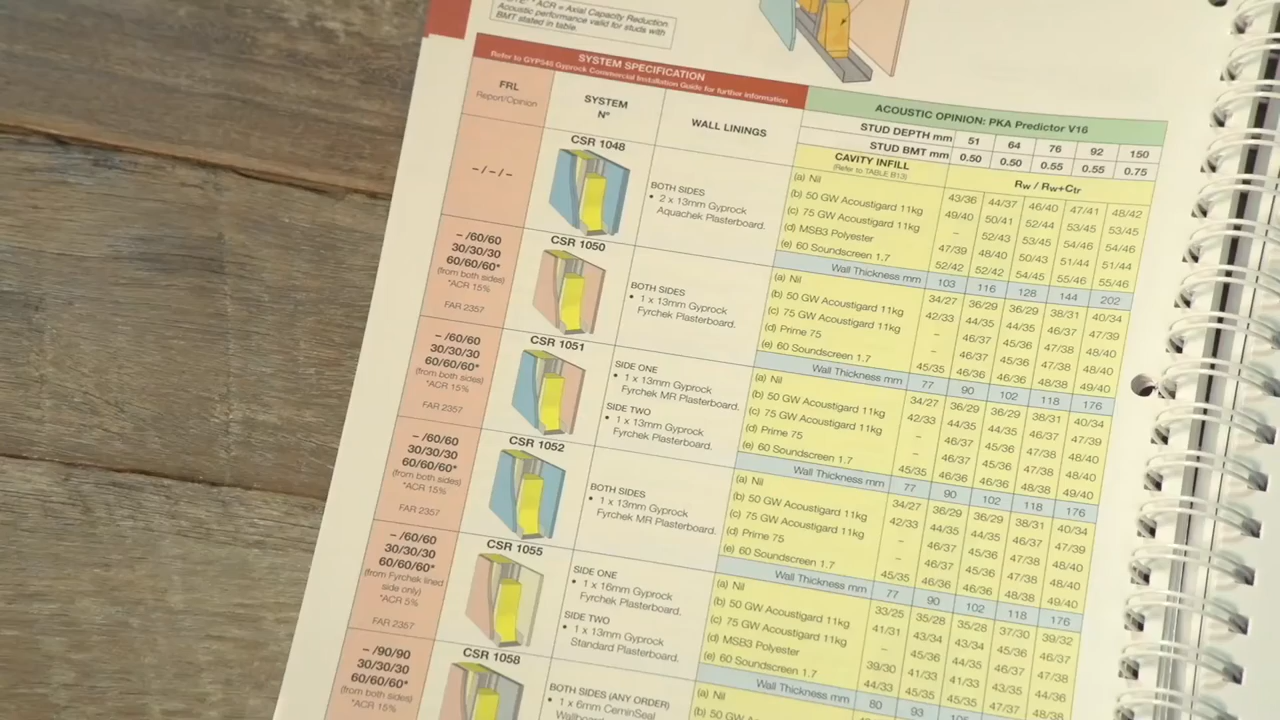 NOTE: *ACR = Axial Capacity Reduction
Acoustic performance valid for studs with
BMT stated in table.
SYSTEM SPECIFICATION
Refer to GYP546 Gyprock Commercial Installation Guide for further information
ACOUSTIC OPINION: PKA Predictor V16
FRL
Report/Opinion
SYSTEM
N°
WALL LININGS
STUD DEPTH mm 51 64 76 92 150
STUD BMT mm 0.50 0.50 0.55 0.55 0.75
CAVITY INFILL
(Refer to TABLE B13)
Rw / Rw+Ctr
–/–/–
CSR 1048
BOTH SIDES
• 2 x 13mm Gyprock
Aquachek Plasterboard.
(a) Nil 43/36 44/37 46/40 47/41 48/42
(b) 50 GW Acoustigard 11kg 49/40 50/41 52/44 53/45 53/45
(c) 75 GW Acoustigard 11kg – 52/43 53/45 54/46 54/46
(d) MSB3 Polyester 47/39 48/40 50/43 51/44 51/44
(e) 60 Soundscreen 1.7 52/42 52/42 54/45 55/46 55/46
Wall Thickness mm 103 116 128 144 202
– /60/60
30/30/30
60/60/60*
(from both sides)
*ACR 15%
FAR 2357
CSR 1050
BOTH SIDES
• 1 x 13mm Gyprock
Fyrchek Plasterboard.
(a) Nil 34/27 36/29 36/29 38/31 40/34
(b) 50 GW Acoustigard 11kg 42/33 44/35 44/35 46/37 47/39
(c) 75 GW Acoustigard 11kg – 46/37 45/36 47/38 48/40
(d) Prime 75 – 46/37 45/36 47/38 48/40
(e) 60 Soundscreen 1.7 45/35 46/36 46/36 48/38 49/40
Wall Thickness mm 77 90 102 118 176
– /60/60
30/30/30
60/60/60*
(from both sides)
*ACR 15%
FAR 2357
CSR 1051
SIDE ONE
• 1 x 13mm Gyprock
Fyrchek MR Plasterboard.
SIDE TWO
• 1 x 13mm Gyprock
Fyrchek Plasterboard.
(a) Nil 34/27 36/29 36/29 38/31 40/34
(b) 50 GW Acoustigard 11kg 42/33 44/35 44/35 46/37 47/39
(c) 75 GW Acoustigard 11kg – 46/37 45/36 47/38 48/40
(d) Prime 75 – 46/37 45/36 47/38 48/40
(e) 60 Soundscreen 1.7 45/35 46/36 46/36 48/38 49/40
Wall Thickness mm 77 90 102 118 176
– /60/60
30/30/30
60/60/60*
(from both sides)
*ACR 15%
FAR 2357
CSR 1052
BOTH SIDES
• 1 x 13mm Gyprock
Fyrchek MR Plasterboard.
(a) Nil 34/27 36/29 36/29 38/31 40/34
(b) 50 GW Acoustigard 11kg 42/33 44/35 44/35 46/37 47/39
(c) 75 GW Acoustigard 11kg – 46/37 45/36 47/38 48/40
(d) Prime 75 – 46/37 45/36 47/38 48/40
(e) 60 Soundscreen 1.7 45/35 46/36 46/36 48/38 49/40
Wall Thickness mm 77 90 102 118 176
– /60/60
30/30/30
60/60/60*
(from Fyrchek lined
side only)
*ACR 5%
FAR 2357
CSR 1055
SIDE ONE
• 1 x 16mm Gyprock
Fyrchek Plasterboard.
SIDE TWO
• 1 x 13mm Gyprock
Standard Plasterboard.
(a) Nil 33/25 35/28 35/28 37/30 39/32
(b) 50 GW Acoustigard 11kg 41/31 43/34 43/34 45/36 46/37
(c) 75 GW Acoustigard 11kg – 45/36 44/35 46/37 47/38
(d) MSB3 Polyester 39/30 41/33 41/33 43/35 44/36
(e) 60 Soundscreen 1.7 44/33 45/35 45/35 47/37 48/38
Wall Thickness mm 80 93
– /90/90
30/30/30
60/60/60*
(from both sides)
*ACR 15%
CSR 1058
BOTH SIDES (ANY ORDER)
• 1 x 6mm CeminSeal
Wallboard
(a) Nil
(b) 50 GW Acoustigard